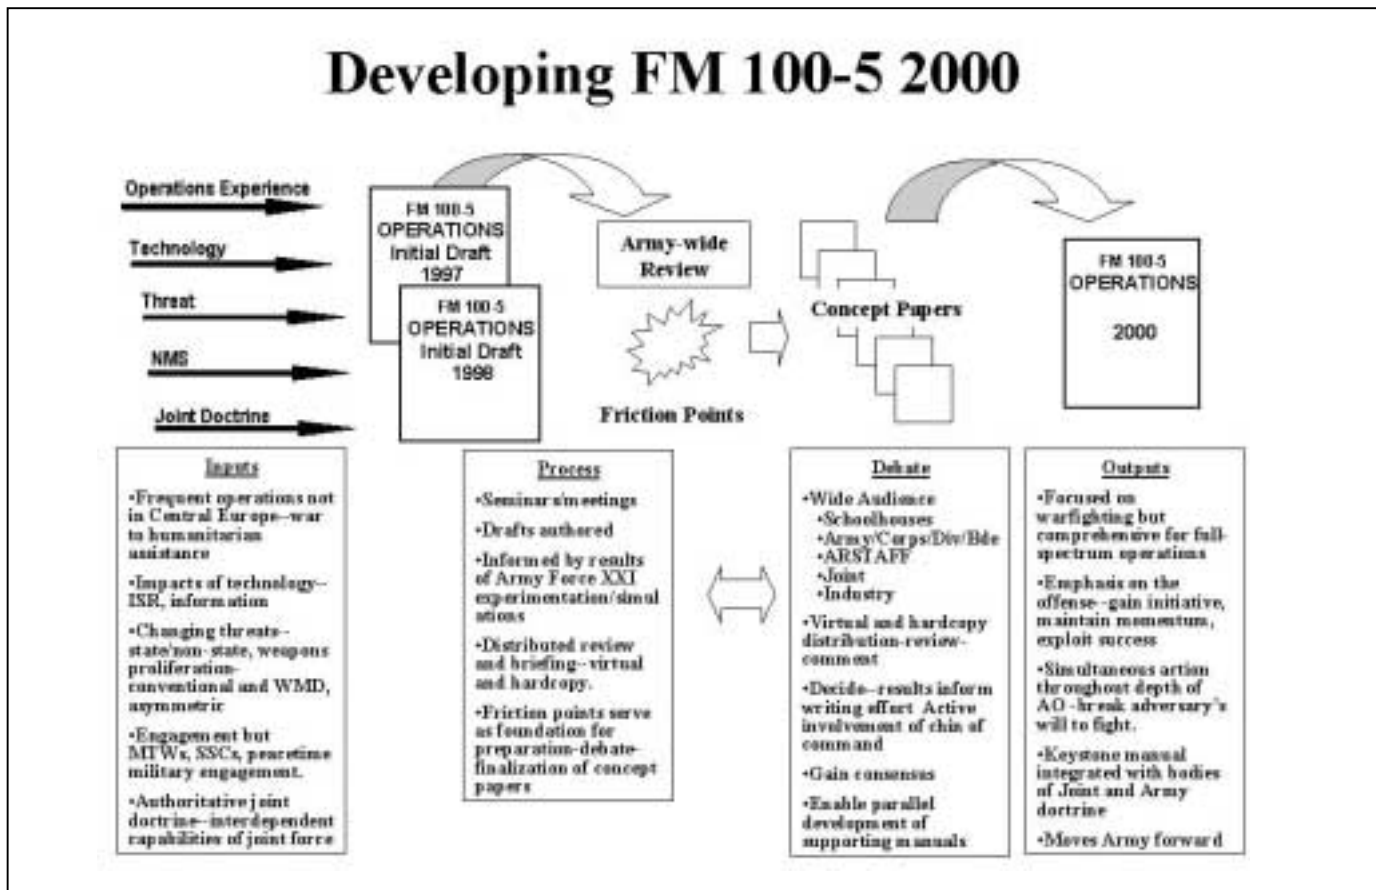 Developing FM 100-5 2000
Operations Experience
Technology
Threat
NMS
Joint Doctrine
FM 100-5
OPERATIONS
Initial Draft
1997
FM 100-5
OPERATIONS
Initial Draft
1998
Army-wide
Review
Friction Points
Concept Papers
FM 100-5
OPERATIONS
2000
Inputs
•Frequent operations not
in Central Europe--war
to humanitarian
assistance
•Impacts of technology--
ISR, information
•Changing threats--
state/non-state, weapons
proliferation-
conventional and WMD,
asymmetric
•Engagement but
MTWs, SSCs, peacetime
military engagement.
•Authoritative joint
doctrine--interdependent
capabilities of joint force
Process
•Seminars/meetings
•Drafts authored
•Informed by results
of Army Force XXI
experimentation/simul
ations
•Distributed review
and briefing--virtual
and hardcopy.
•Friction points serve
as foundation for
preparation-debate-
finalization of concept
papers
Debate
•Wide Audience
•Schoolhouses
•Army/Corps/Div/Bde
•ARSTAFF
•Joint
•Industry
•Virtual and hardcopy
distribution-review-
comment
•Decide--results inform
writing effort Active
involvement of chin of
command
•Gain consensus
•Enable parallel
development of
supporting manuals
Outputs
•Focused on
warfighting but
comprehensive for full-
spectrum operations
•Emphasis on the
offense--gain initiative,
maintain momentum,
exploit success
•Simultaneous action
throughout depth of
AO -break adversary's
will to fight.
•Keystone manual
integrated with bodies
of Joint and Army
doctrine
•Moves Army forward